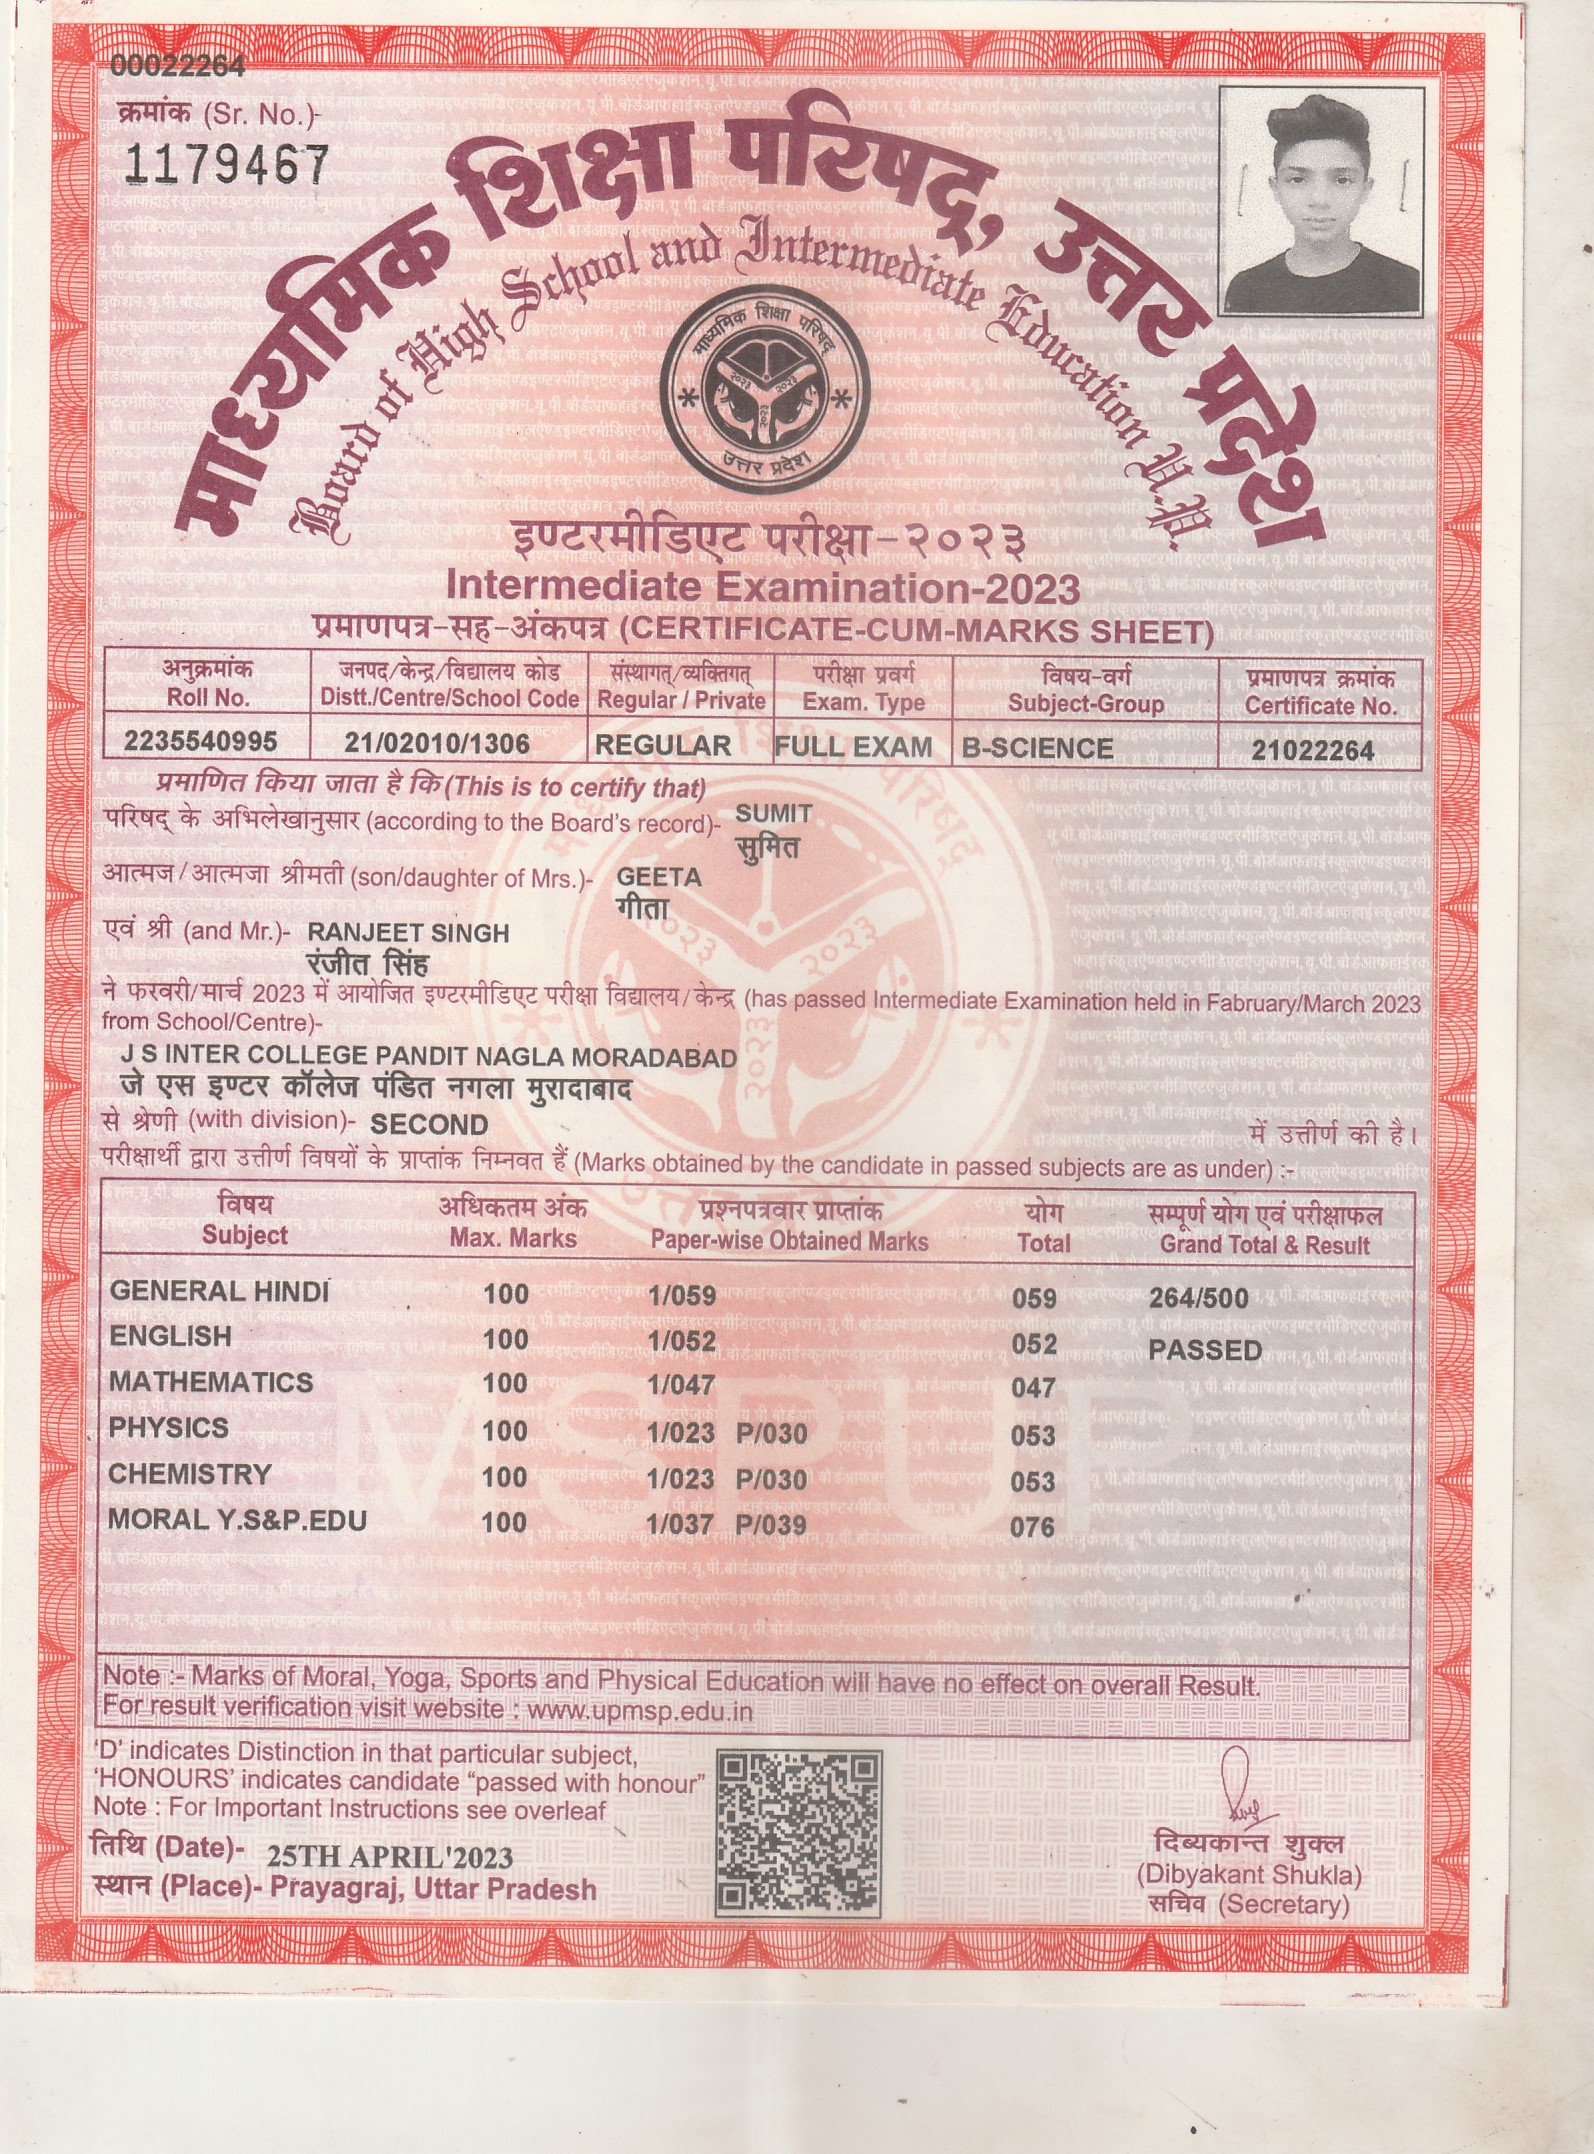 00022264
क्रमांक (Sr. No.)-
1179467
माध्यमिक शिक्षा परिषद्, उत्तर प्रदेश
Board of High School and Intermediate Education U.P.
माध्यमिक शिक्षा परिषद्
२०२३ २०२३
२०२३
उत्तर प्रदेश
इण्टरमीडिएट परीक्षा-२०२३
Intermediate Examination-2023
प्रमाणपत्र-सह-अंकपत्र (CERTIFICATE-CUM-MARKS SHEET)
अनुक्रमांक जनपद/केन्द्र/विद्यालय कोड संस्थागत्/व्यक्तिगत् परीक्षा प्रवर्ग विषय-वर्ग प्रमाणपत्र क्रमांक
Roll No. Distt./Centre/School Code Regular / Private Exam. Type Subject-Group Certificate No.
2235540995 21/02010/1306 REGULAR FULL EXAM B-SCIENCE 21022264
प्रमाणित किया जाता है कि (This is to certify that)
परिषद् के अभिलेखानुसार (according to the Board's record)- SUMIT
सुमित
आत्मज/आत्मजा श्रीमती (son/daughter of Mrs.)- GEETA
गीता
एवं श्री (and Mr.)- RANJEET SINGH
रंजीत सिंह
ने फरवरी/मार्च 2023 में आयोजित इण्टरमीडिएट परीक्षा विद्यालय/केन्द्र (has passed Intermediate Examination held in Fabruary/March 2023
from School/Centre)-
J S INTER COLLEGE PANDIT NAGLA MORADABAD
जे एस इण्टर कॉलेज पंडित नगला मुरादाबाद
से श्रेणी (with division)- SECOND में उत्तीर्ण की है।
परीक्षार्थी द्वारा उत्तीर्ण विषयों के प्राप्तांक निम्नवत हैं (Marks obtained by the candidate in passed subjects are as under) :-
विषय अधिकतम अंक प्रश्नपत्रवार प्राप्तांक योग सम्पूर्ण योग एवं परीक्षाफल
Subject Max. Marks Paper-wise Obtained Marks Total Grand Total & Result
GENERAL HINDI 100 1/059 059 264/500
ENGLISH 100 1/052 052 PASSED
MATHEMATICS 100 1/047 047
PHYSICS 100 1/023 P/030 053
CHEMISTRY 100 1/023 P/030 053
MORAL Y.S&P.EDU 100 1/037 P/039 076
Note :- Marks of Moral, Yoga, Sports and Physical Education will have no effect on overall Result.
For result verification visit website : www.upmsp.edu.in
'D' indicates Distinction in that particular subject,
'HONOURS' indicates candidate "passed with honour"
Note : For Important Instructions see overleaf
तिथि (Date)- 25TH APRIL'2023
स्थान (Place)- Prayagraj, Uttar Pradesh
दिब्यकान्त शुक्ल
(Dibyakant Shukla)
सचिव (Secretary)